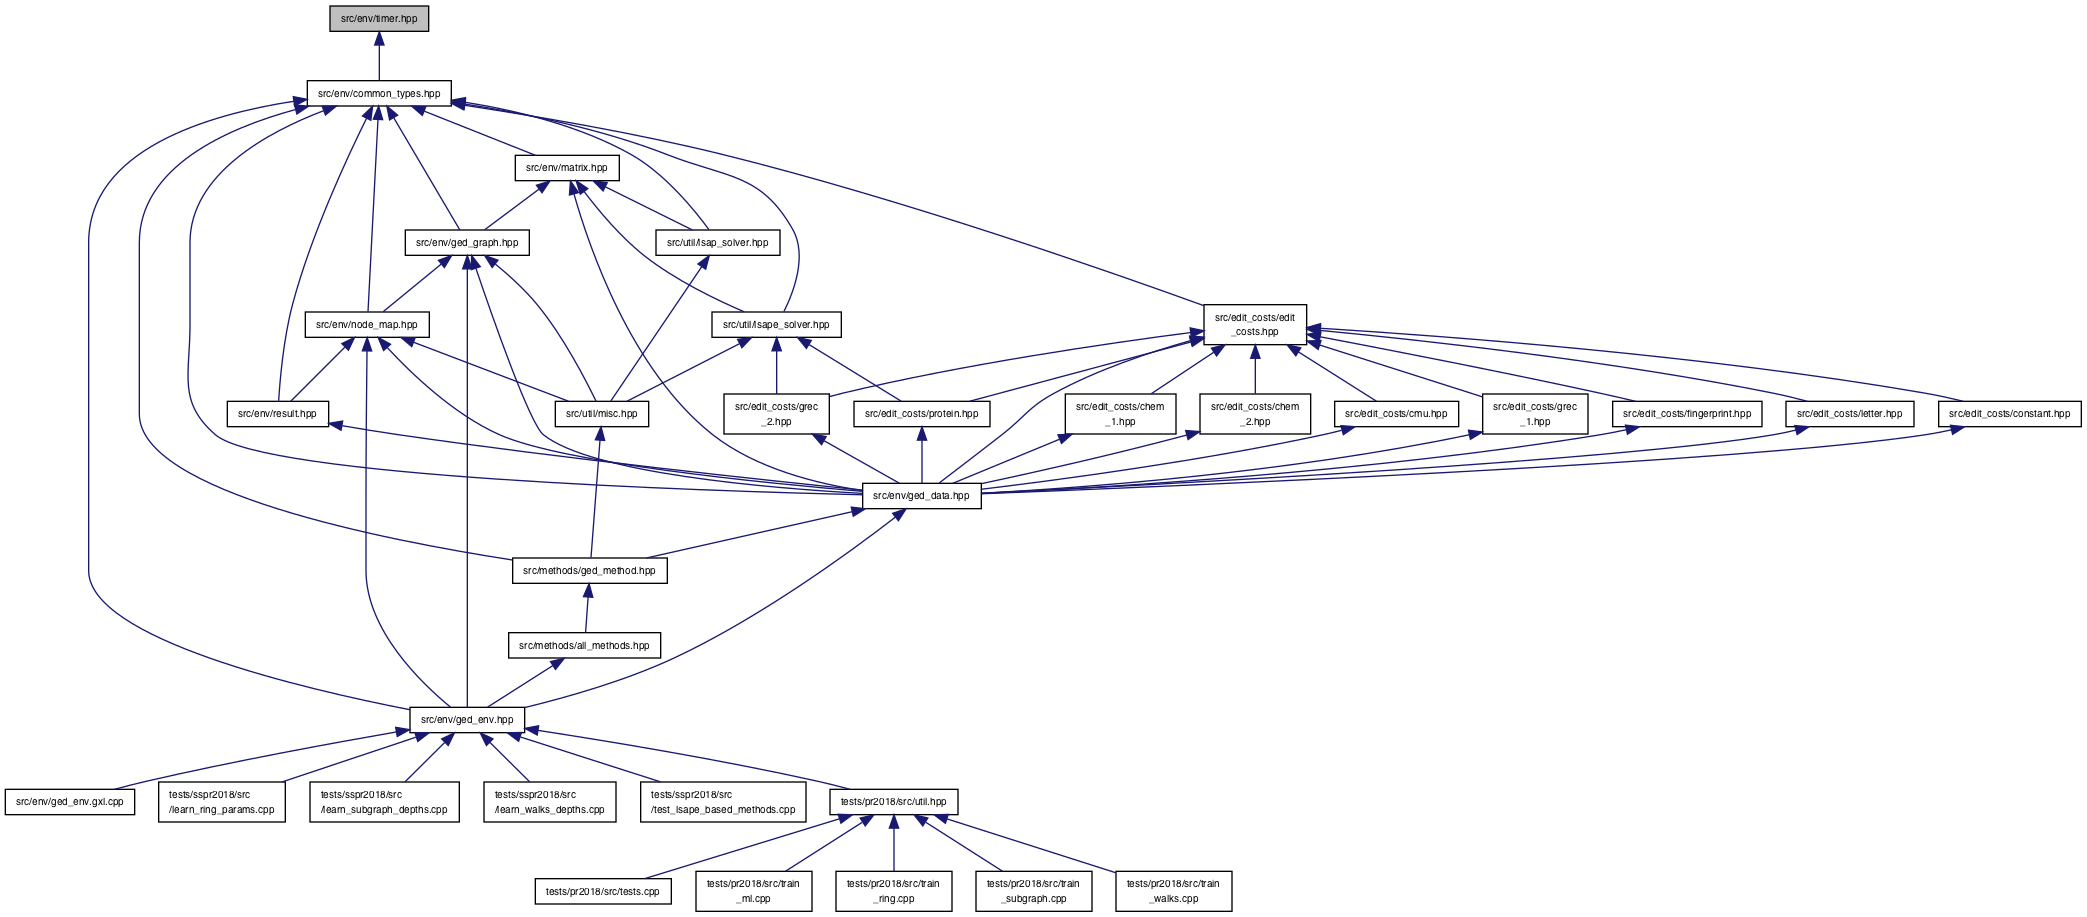 src/env/timer.hpp
src/env/common_types.hpp
src/env/matrix.hpp
src/env/ged_graph.hpp
src/util/lsap_solver.hpp
src/env/node_map.hpp
src/util/lsape_solver.hpp
src/edit_costs/edit
_costs.hpp
src/env/result.hpp
src/util/misc.hpp
src/edit_costs/grec
_2.hpp
src/edit_costs/protein.hpp
src/edit_costs/chem
_1.hpp
src/edit_costs/chem
_2.hpp
src/edit_costs/cmu.hpp
src/edit_costs/grec
_1.hpp
src/edit_costs/fingerprint.hpp
src/edit_costs/letter.hpp
src/edit_costs/constant.hpp
src/env/ged_data.hpp
src/methods/ged_method.hpp
src/methods/all_methods.hpp
src/env/ged_env.hpp
src/env/ged_env.gxl.cpp
tests/sspr2018/src
/learn_ring_params.cpp
tests/sspr2018/src
/learn_subgraph_depths.cpp
tests/sspr2018/src
/learn_walks_depths.cpp
tests/sspr2018/src
/test_lsape_based_methods.cpp
tests/pr2018/src/util.hpp
tests/pr2018/src/tests.cpp
tests/pr2018/src/train
_ml.cpp
tests/pr2018/src/train
_ring.cpp
tests/pr2018/src/train
_subgraph.cpp
tests/pr2018/src/train
_walks.cpp